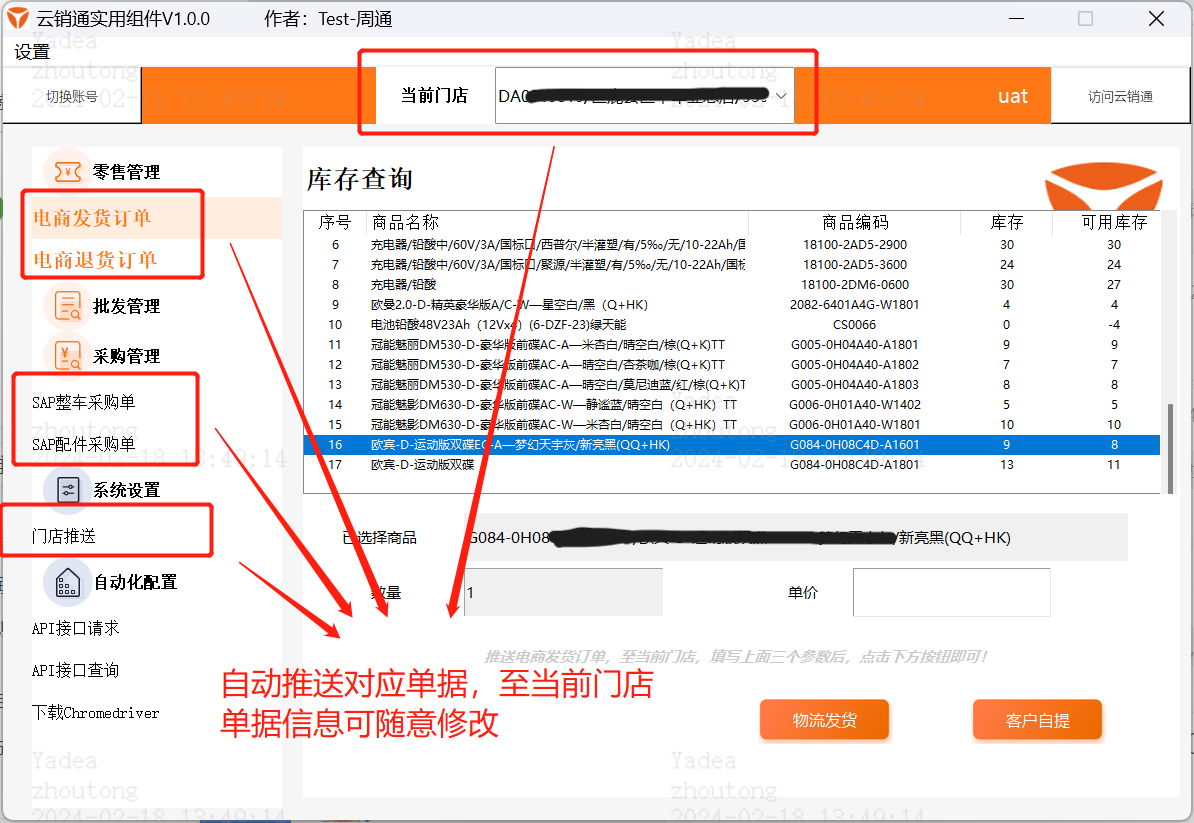 云销通实用组件V1.0.0 作者：Test-周通
设置
切换账号
当前门店
DA0
uat
访问云销通
零售管理
电商发货订单
电商退货订单
批发管理
采购管理
SAP整车采购单
SAP配件采购单
系统设置
门店推送
自动化配置
API接口请求
API接口查询
下载Chromedriver
库存查询
序号 商品名称 商品编码 库存 可用库存
6 充电器/铅酸中/60V/3A/国标口/西普尔/半灌塑/有/5‰/无/10-22Ah/国 18100-2AD5-2900 30 30
7 充电器/铅酸中/60V/3A/国标口/聚源/半灌塑/有/5‰/无/10-22Ah/国标 18100-2AD5-3600 24 24
8 充电器/铅酸 18100-2DM6-0600 30 27
9 欧曼2.0-D-精英豪华版A/C-W—星空白/黑（Q+HK) 2082-6401A4G-W1801 4 4
10 电池铅酸48V23Ah（12Vx4）(6-DZF-23)绿天能 CS0066 0 -4
11 冠能魅丽DM530-D-豪华版前碟AC-A—米杏白/晴空白/棕(Q+K)TT G005-0H04A40-A1801 9 9
12 冠能魅丽DM530-D-豪华版前碟AC-A—晴空白/杏茶咖/棕(Q+K)TT G005-0H04A40-A1802 7 7
13 冠能魅丽DM530-D-豪华版前碟AC-A—晴空白/莫尼迪蓝/红/棕(Q+K)T G005-0H04A40-A1803 8 8
14 冠能魅影DM630-D-豪华版前碟AC-W—静谧蓝/晴空白（Q+HK）TT G006-0H01A40-W1402 5 5
15 冠能魅影DM630-D-豪华版前碟AC-W—米杏白/晴空白（Q+HK）TT G006-0H01A40-W1801 10 10
16 欧宾-D-运动版双碟EC-A—梦幻天宇灰/新亮黑(QQ+HK) G084-0H08C4D-A1601 9 8
17 欧宾-D-运动版双碟 G084-0H08C4D-A1801 13 11
已选择商品 G084-0H08 /新亮黑(QQ+HK)
数量 1 单价
推送电商发货订单，至当前门店，填写上面三个参数后，点击下方按钮即可！
自动推送对应单据，至当前门店
单据信息可随意修改
物流发货 客户自提
Yadea
zhoutong
2024-02-18 13:49:14